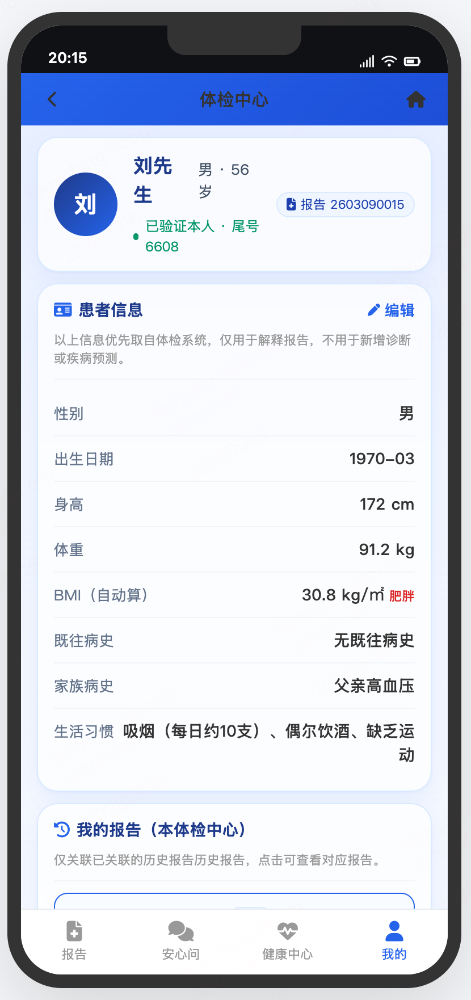 20:15
体检中心
刘
刘先
生
男 · 56
岁
已验证本人 · 尾号
6608
报告 2603090015
患者信息
编辑
以上信息优先取自体检系统，仅用于解释报告，不用于新增诊断
或疾病预测。
性别 男
出生日期 1970–03
身高 172 cm
体重 91.2 kg
BMI（自动算） 30.8 kg/㎡ 肥胖
既往病史 无既往病史
家族病史 父亲高血压
生活习惯 吸烟（每日约10支）、偶尔饮酒、缺乏运
动
我的报告（本体检中心）
仅关联已关联的历史报告历史报告，点击可查看对应报告。
报告 安心问 健康中心 我的